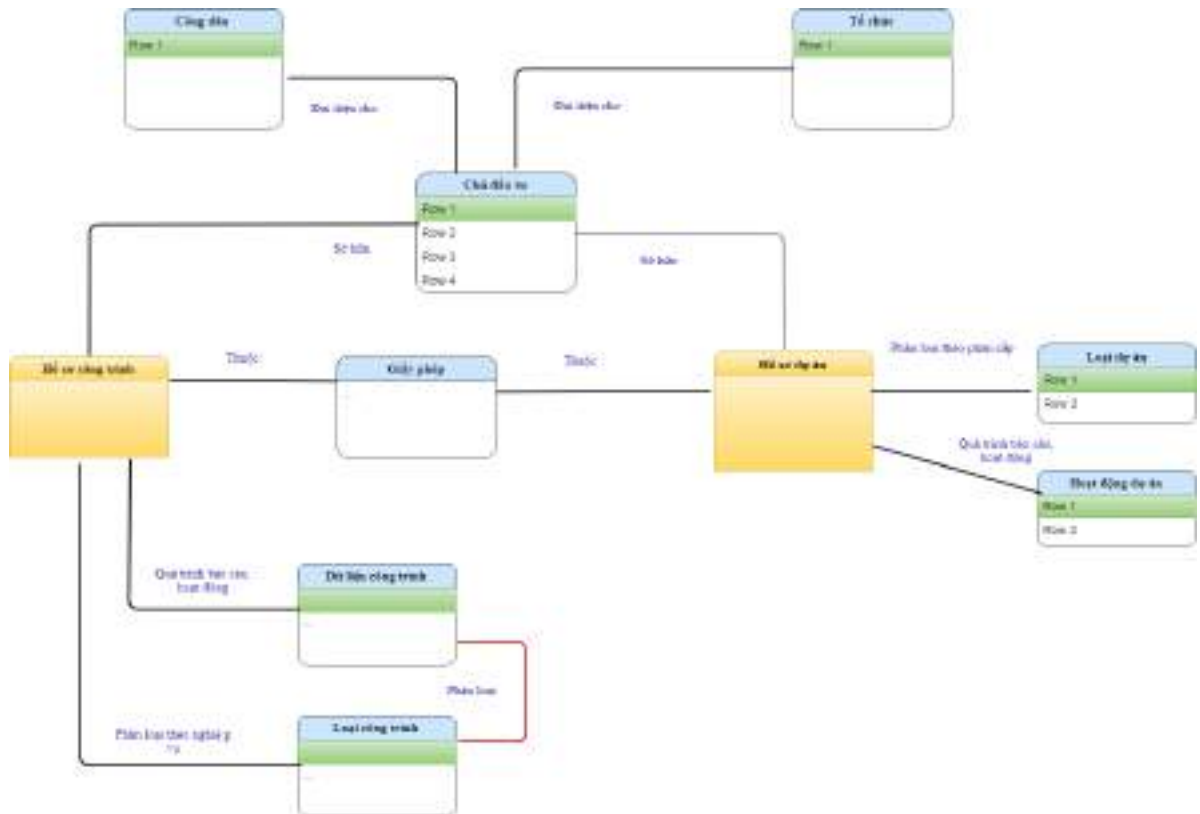 Công dân
Row 1
Tổ chức
Row 1
Đại diện cho
Đại diện cho
Chủ đầu tư
Row 1
Row 2
Row 3
Row 4
Sở hữu
Sở hữu
Hồ sơ công trình
Thuộc
Giấy phép
Thuộc
Hồ sơ dự án
Phân loại theo phân cấp
Loại dự án
Row 1
Row 2
Quá trình báo cáo,
hoạt động
Hoạt động dự án
Row 1
Row 2
Quá trình báo cáo,
hoạt động
Dữ liệu công trình
Phân loại
Phân loại theo nghiệp
vụ
Loại công trình